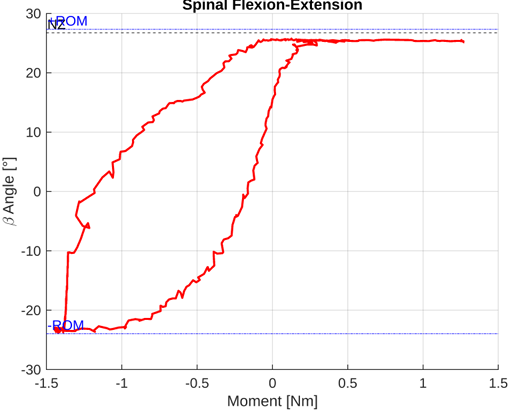 Spinal Flexion-Extension
30
+ROM
NZ
20
10
0
-10
-20
-ROM
-30
β Angle [°]
-1.5
-1
-0.5
0
0.5
1
1.5
Moment [Nm]